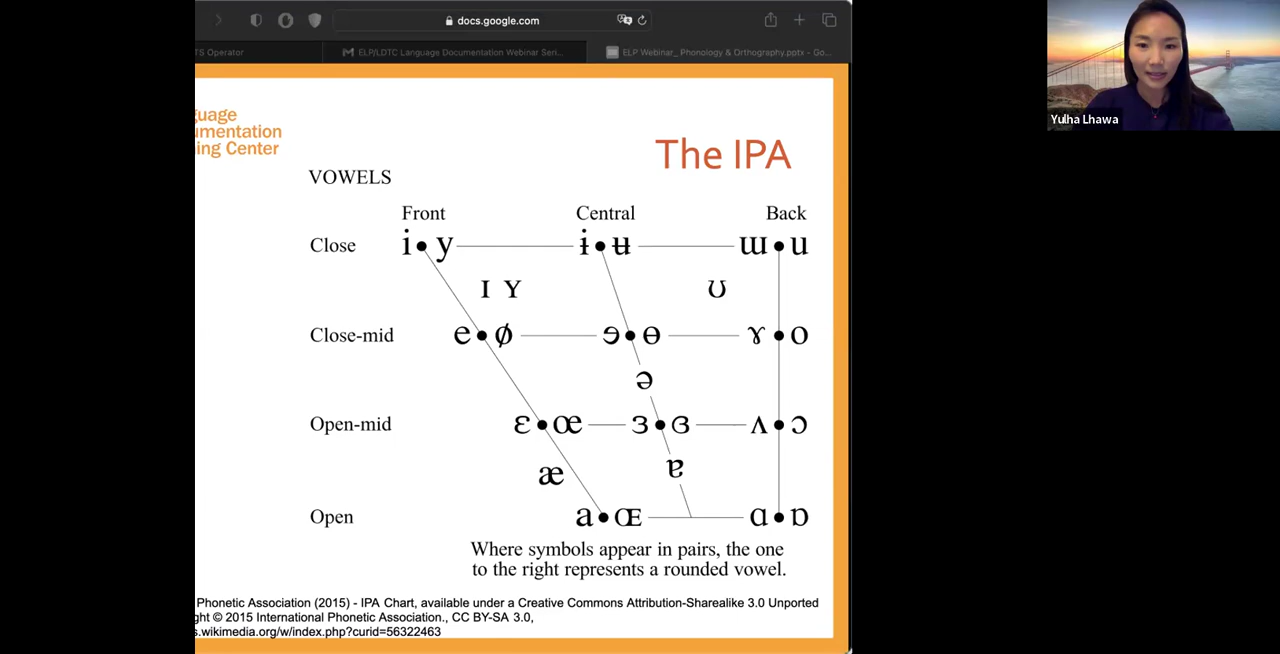 docs.google.com
TS Operator
ELP/LDTC Language Documentation Webinar Seri...
ELP Webinar_ Phonology & Orthography.pptx - Go...
Yulha Lhawa
guage
umentation
ing Center
The IPA
VOWELS
Front Central Back
Close i y ɨ ʉ ɯ u
ɪ ʏ ʊ
Close-mid e ø ɘ ɵ ɤ o
ə
Open-mid ɛ œ ɜ ɞ ʌ ɔ
æ ɐ
Open a ɶ ɑ ɒ
Where symbols appear in pairs, the one
to the right represents a rounded vowel.
Phonetic Association (2015) - IPA Chart, available under a Creative Commons Attribution-Sharealike 3.0 Unported
ght © 2015 International Phonetic Association., CC BY-SA 3.0,
s.wikimedia.org/w/index.php?curid=56322463